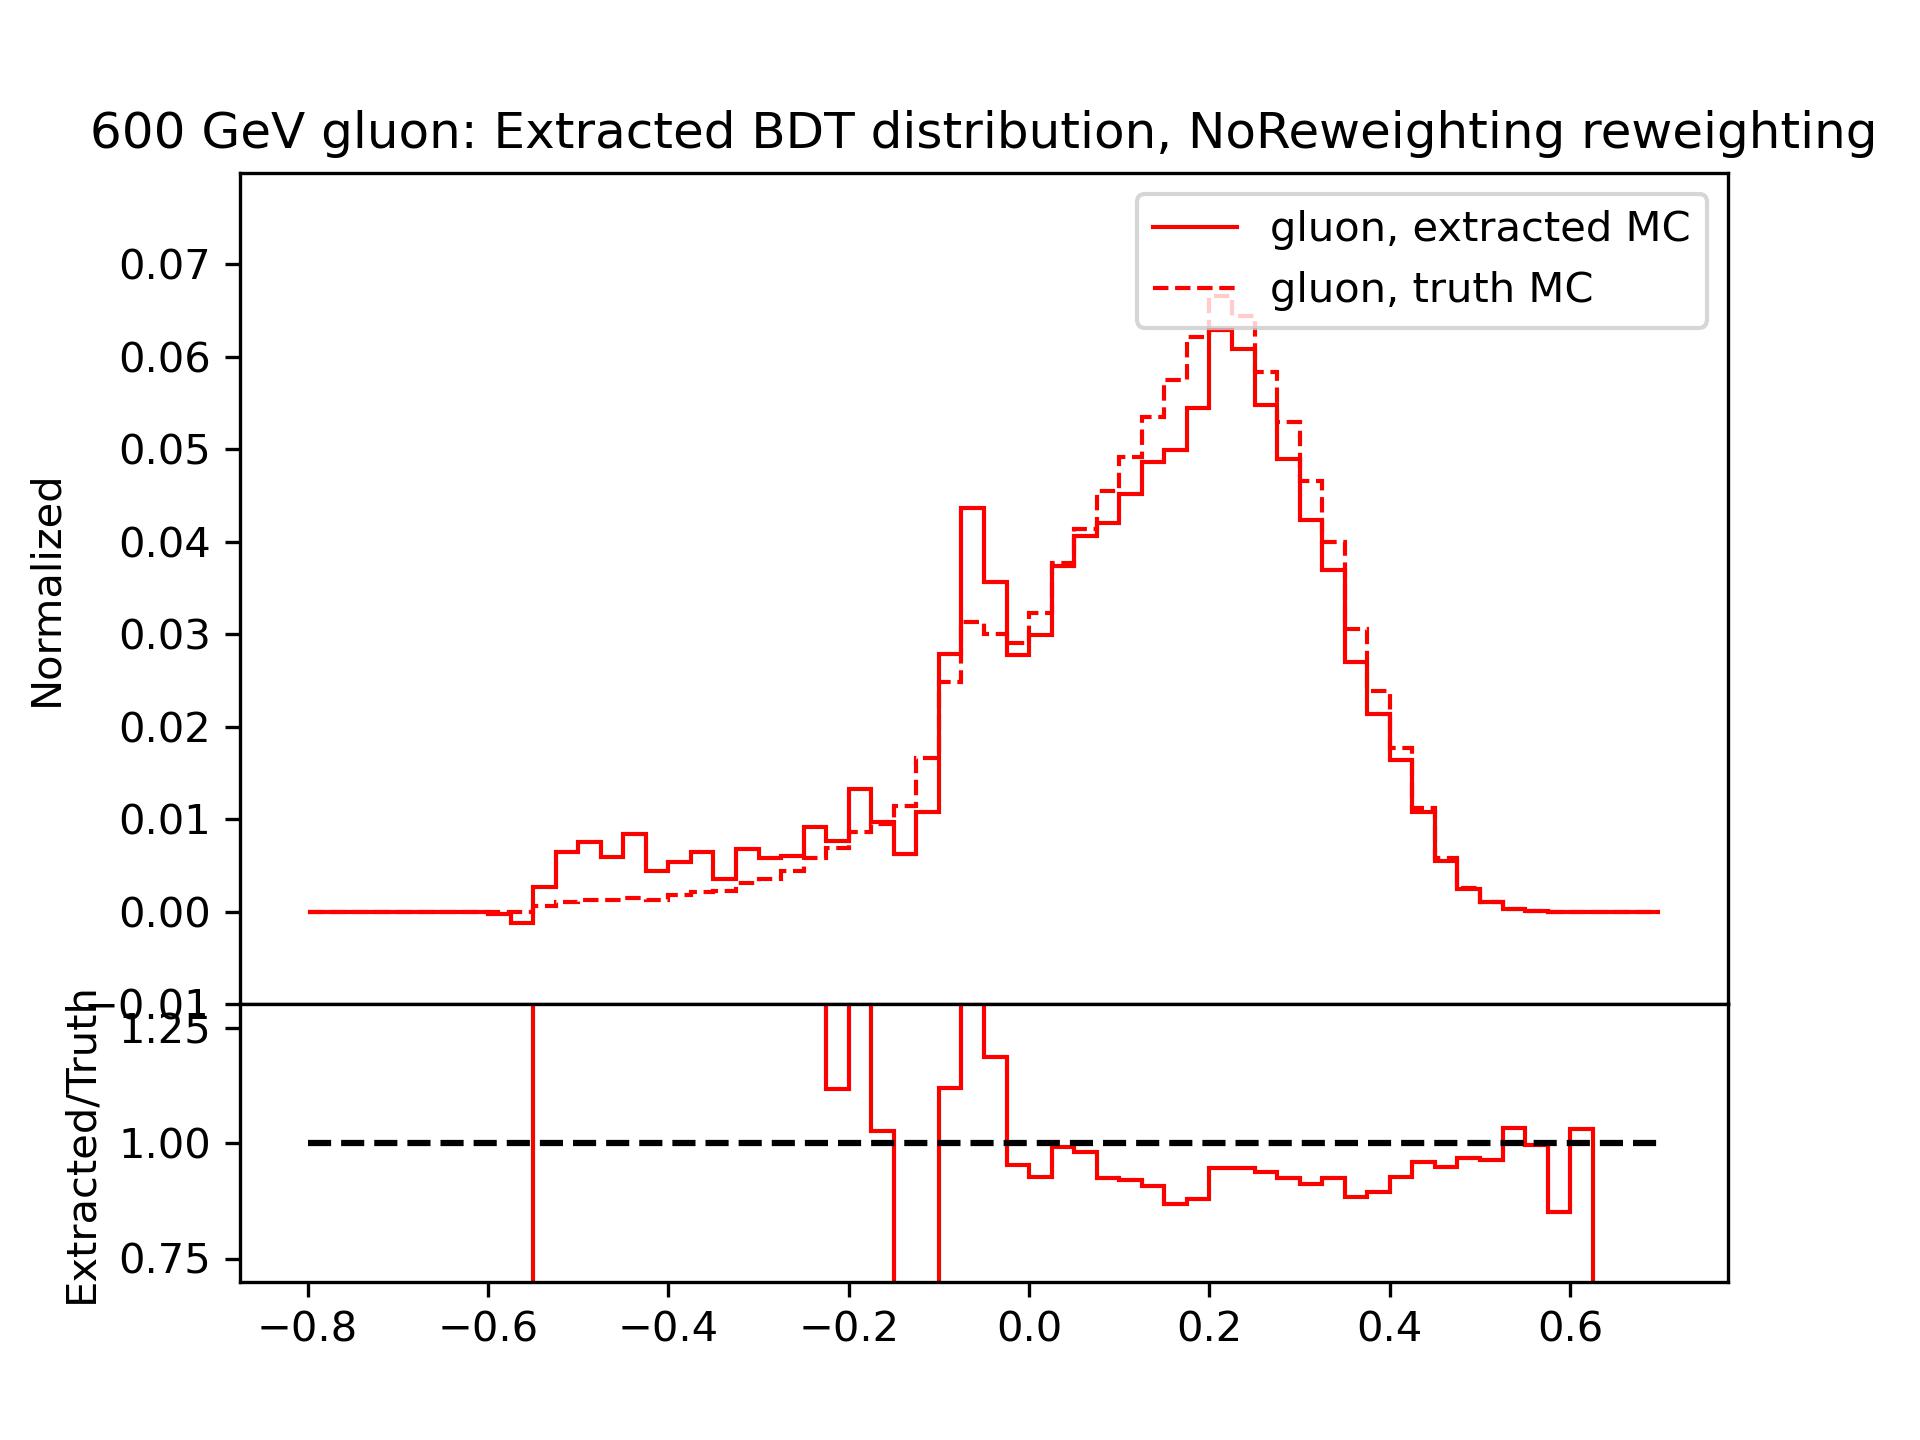 600 GeV gluon: Extracted BDT distribution, NoReweighting reweighting
gluon, extracted MC
gluon, truth MC
Normalized
0.07
0.06
0.05
0.04
0.03
0.02
0.01
0.00
−0.01
Extracted/Truth
1.25
1.00
0.75
−0.8 −0.6 −0.4 −0.2 0.0 0.2 0.4 0.6